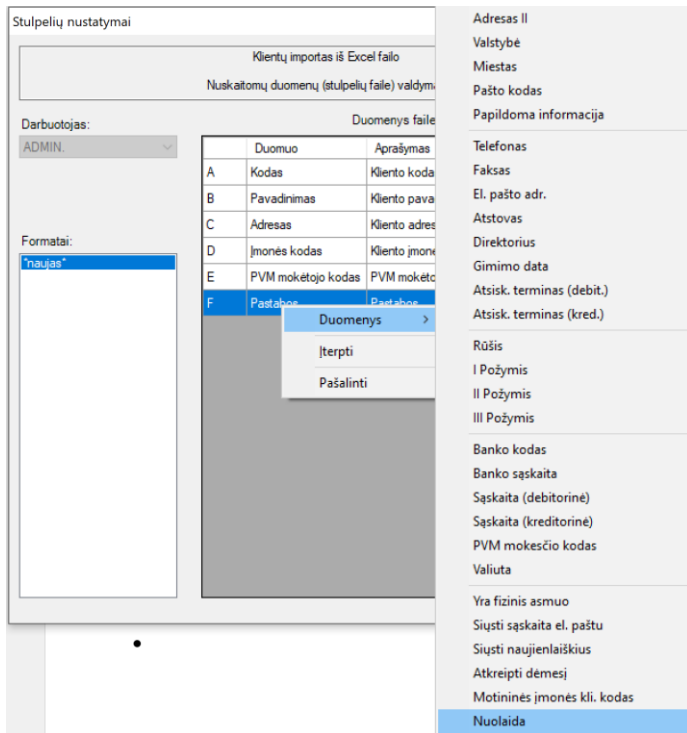 Stulpelių nustatymai
Klientų importas iš Excel failo
Nuskaitomų duomenų (stulpelių faile) valdyma
Darbuotojas:
ADMIN.
Duomenys faile
Duomuo Aprašymas
A Kodas Kliento koda
B Pavadinimas Kliento pava
C Adresas Kliento adres
D Įmonės kodas Kliento įmonė
E PVM mokėtojo kodas PVM mokėto
F Pastabos Pastabos
Formatai:
*naujas*
Duomenys
Įterpti
Pašalinti
Adresas II
Valstybė
Miestas
Pašto kodas
Papildoma informacija
Telefonas
Faksas
El. pašto adr.
Atstovas
Direktorius
Gimimo data
Atsisk. terminas (debit.)
Atsisk. terminas (kred.)
Rūšis
I Požymis
II Požymis
III Požymis
Banko kodas
Banko sąskaita
Sąskaita (debitorinė)
Sąskaita (kreditorinė)
PVM mokesčio kodas
Valiuta
Yra fizinis asmuo
Siųsti sąskaita el. paštu
Siųsti naujienlaiškius
Atkreipti dėmesį
Motininės įmonės kli. kodas
Nuolaida